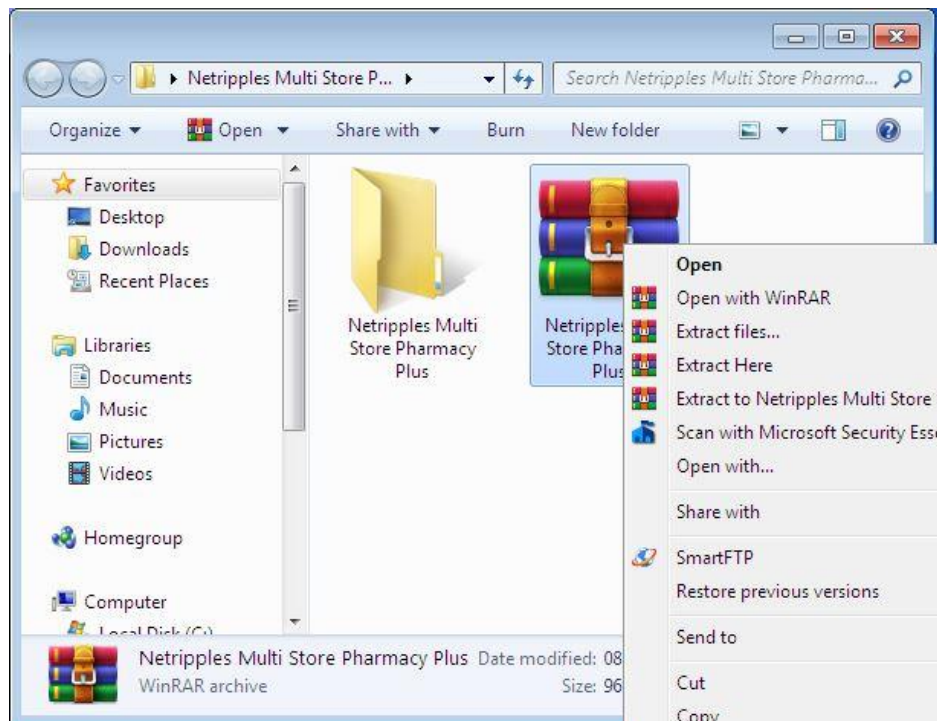 Netripples Multi Store P...
Search Netripples Multi Store Pharma...
Organize
Open
Share with
Burn
New folder
Favorites
Desktop
Downloads
Recent Places
Libraries
Documents
Music
Pictures
Videos
Homegroup
Computer
Local Disk (C:)
Netripples Multi
Store Pharmacy
Plus
Netripples
Store Pha
Plus
Open
Open with WinRAR
Extract files...
Extract Here
Extract to Netripples Multi Store
Scan with Microsoft Security Esse
Open with...
Share with
SmartFTP
Restore previous versions
Send to
Cut
Copy
Netripples Multi Store Pharmacy Plus Date modified: 08
WinRAR archive Size: 96